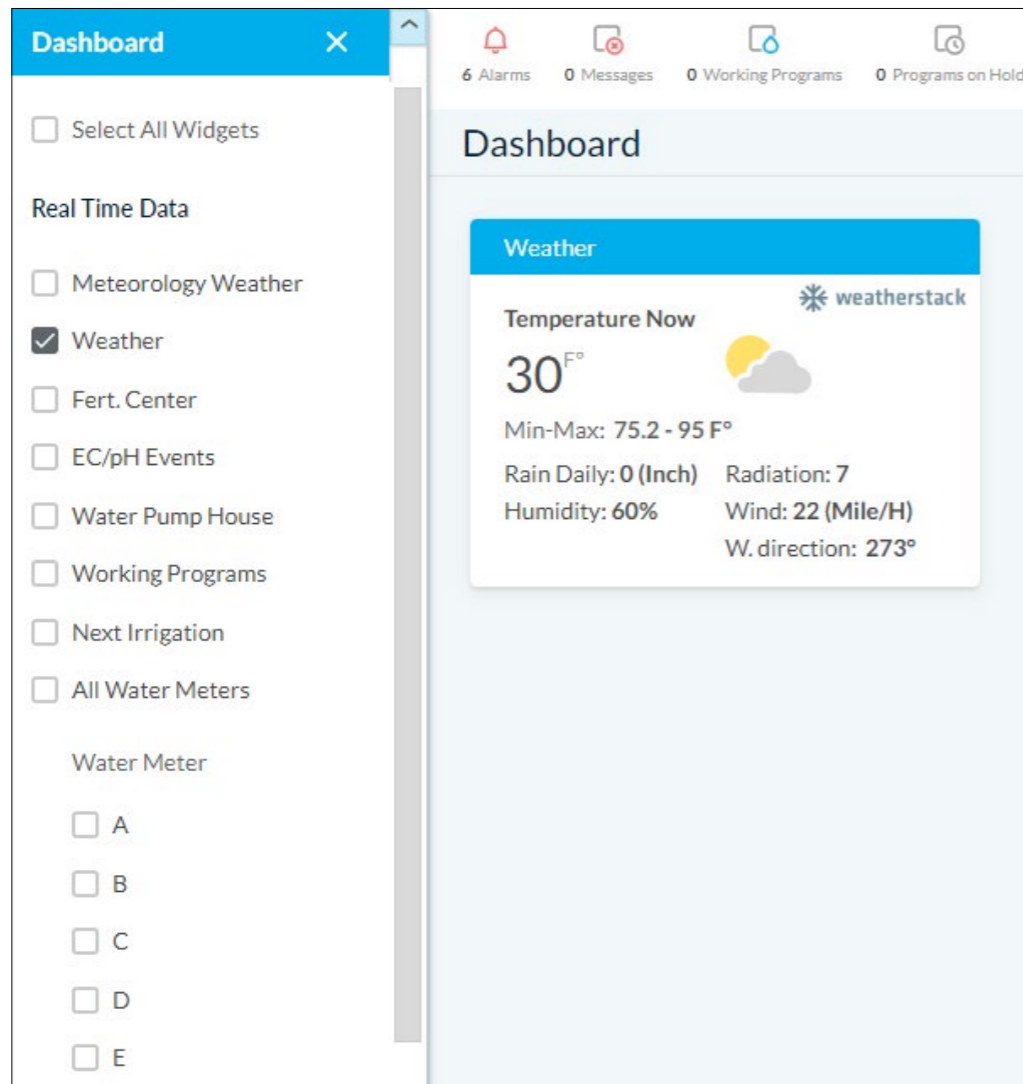 Dashboard
Select All Widgets
Real Time Data
Meteorology Weather
Weather
Fert. Center
EC/pH Events
Water Pump House
Working Programs
Next Irrigation
All Water Meters
Water Meter
A
B
C
D
E
6 Alarms 0 Messages 0 Working Programs 0 Programs on Hold
Dashboard
Weather
weatherstack
Temperature Now
30 F°
Min-Max: 75.2 - 95 F°
Rain Daily: 0 (Inch) Radiation: 7
Humidity: 60% Wind: 22 (Mile/H)
W. direction: 273°